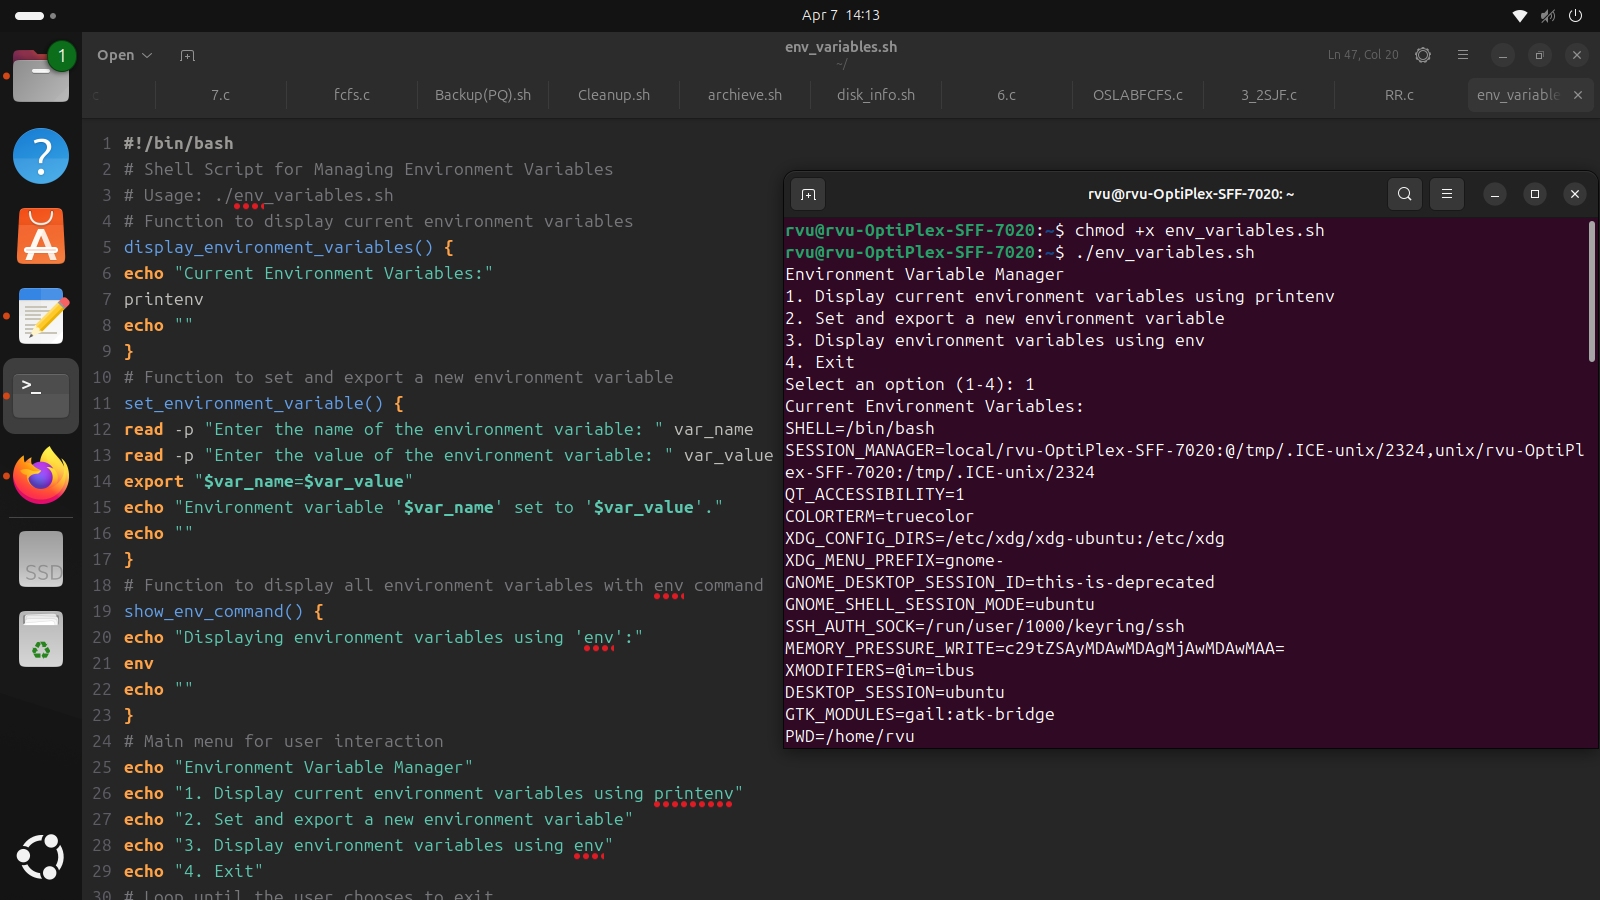 Apr 7 14:13
1
Open
env_variables.sh
~/
Ln 47, Col 20
c
7.c
fcfs.c
Backup(PQ).sh
Cleanup.sh
archieve.sh
disk_info.sh
6.c
OSLABFCFS.c
3_2SJF.c
RR.c
env_variable
1 #!/bin/bash
2 # Shell Script for Managing Environment Variables
3 # Usage: ./env_variables.sh
4 # Function to display current environment variables
5 display_environment_variables() {
6 echo "Current Environment Variables:"
7 printenv
8 echo ""
9 }
10 # Function to set and export a new environment variable
11 set_environment_variable() {
12 read -p "Enter the name of the environment variable: " var_name
13 read -p "Enter the value of the environment variable: " var_value
14 export "$var_name=$var_value"
15 echo "Environment variable '$var_name' set to '$var_value'."
16 echo ""
17 }
18 # Function to display all environment variables with env command
19 show_env_command() {
20 echo "Displaying environment variables using 'env':"
21 env
22 echo ""
23 }
24 # Main menu for user interaction
25 echo "Environment Variable Manager"
26 echo "1. Display current environment variables using printenv"
27 echo "2. Set and export a new environment variable"
28 echo "3. Display environment variables using env"
29 echo "4. Exit"
30 # Loop until the user chooses to exit
rvu@rvu-OptiPlex-SFF-7020: ~
rvu@rvu-OptiPlex-SFF-7020:~$ chmod +x env_variables.sh
rvu@rvu-OptiPlex-SFF-7020:~$ ./env_variables.sh
Environment Variable Manager
1. Display current environment variables using printenv
2. Set and export a new environment variable
3. Display environment variables using env
4. Exit
Select an option (1-4): 1
Current Environment Variables:
SHELL=/bin/bash
SESSION_MANAGER=local/rvu-OptiPlex-SFF-7020:@/tmp/.ICE-unix/2324,unix/rvu-OptiPl
ex-SFF-7020:/tmp/.ICE-unix/2324
QT_ACCESSIBILITY=1
COLORTERM=truecolor
XDG_CONFIG_DIRS=/etc/xdg/xdg-ubuntu:/etc/xdg
XDG_MENU_PREFIX=gnome-
GNOME_DESKTOP_SESSION_ID=this-is-deprecated
GNOME_SHELL_SESSION_MODE=ubuntu
SSH_AUTH_SOCK=/run/user/1000/keyring/ssh
MEMORY_PRESSURE_WRITE=c29tZSAyMDAwMDAgMjAwMDAwMAA=
XMODIFIERS=@im=ibus
DESKTOP_SESSION=ubuntu
GTK_MODULES=gail:atk-bridge
PWD=/home/rvu
>_
SSD